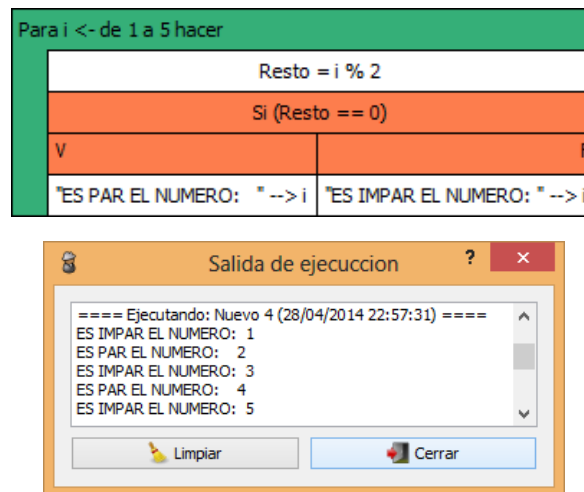 Para i <- de 1 a 5 hacer
Resto = i % 2
Si (Resto == 0)
V
"ES PAR EL NUMERO:   " --> i
"ES IMPAR EL NUMERO: " --> i
Salida de ejecuccion
?
×
==== Ejecutando: Nuevo 4 (28/04/2014 22:57:31) ====
ES IMPAR EL NUMERO:  1
ES PAR EL NUMERO:    2
ES IMPAR EL NUMERO:  3
ES PAR EL NUMERO:    4
ES IMPAR EL NUMERO:  5
Limpiar
Cerrar